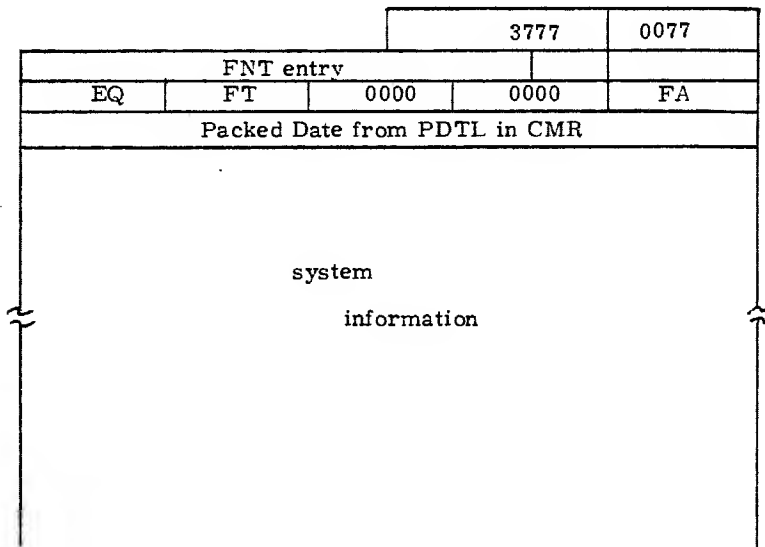 3777 0077
FNT entry
EQ FT 0000 0000 FA
Packed Date from PDTL in CMR
system
information